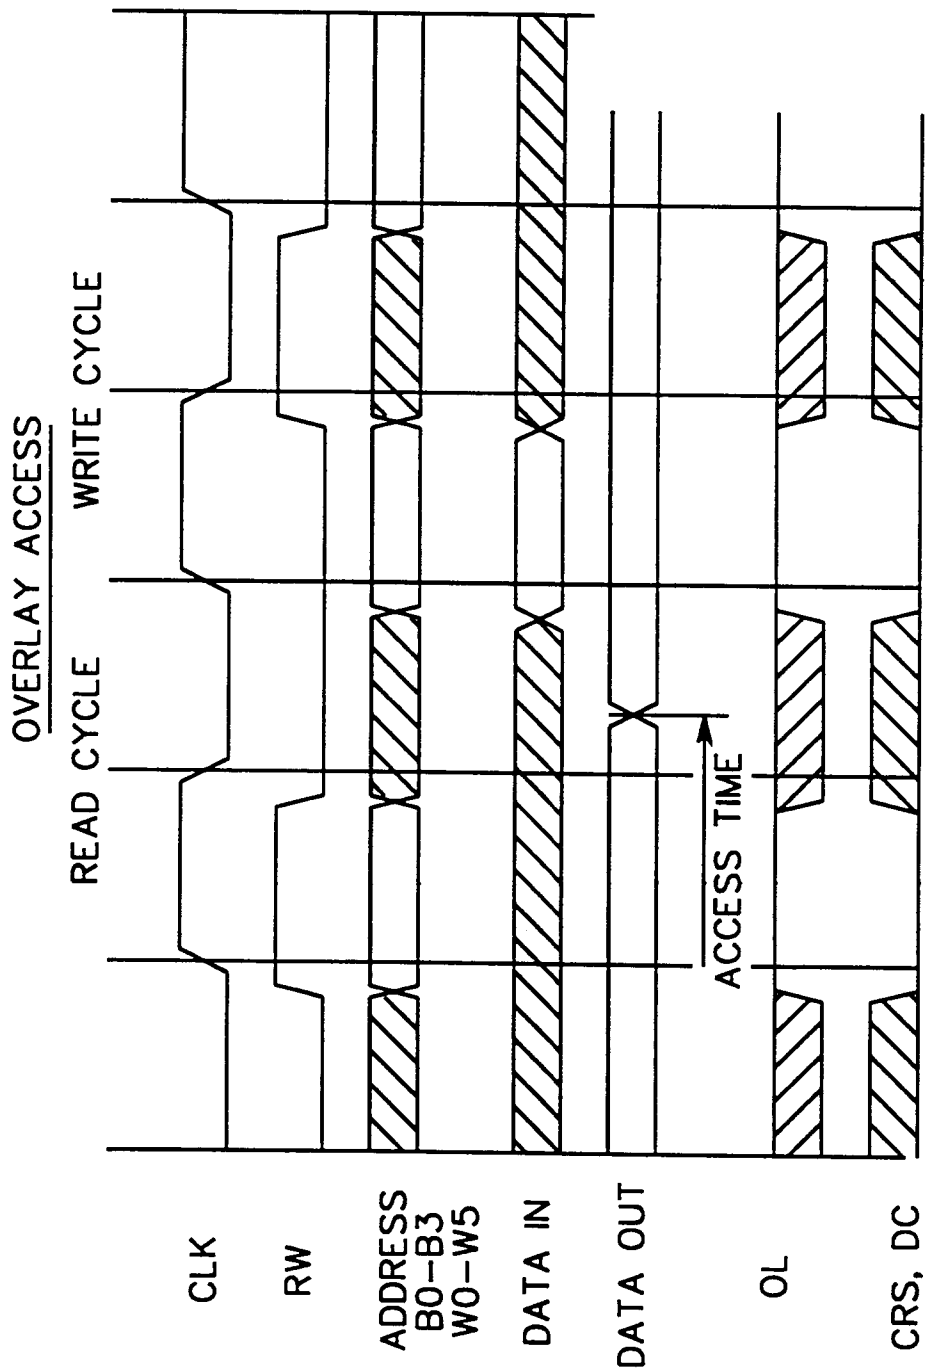 OVERLAY ACCESS
READ CYCLE
WRITE CYCLE
CLK
RW
ADDRESS
B0-B3
W0-W5
DATA IN
DATA OUT
ACCESS TIME
OL
CRS, DC